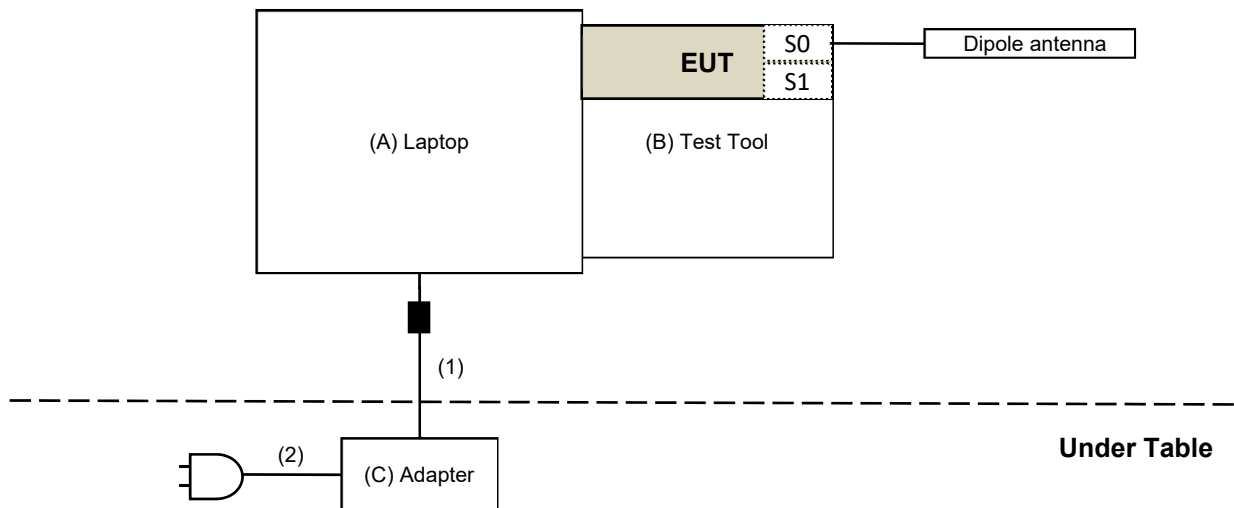 S0
Dipole antenna
EUT
S1
(A) Laptop
(B) Test Tool
(1)
Under Table
(2)
(C) Adapter